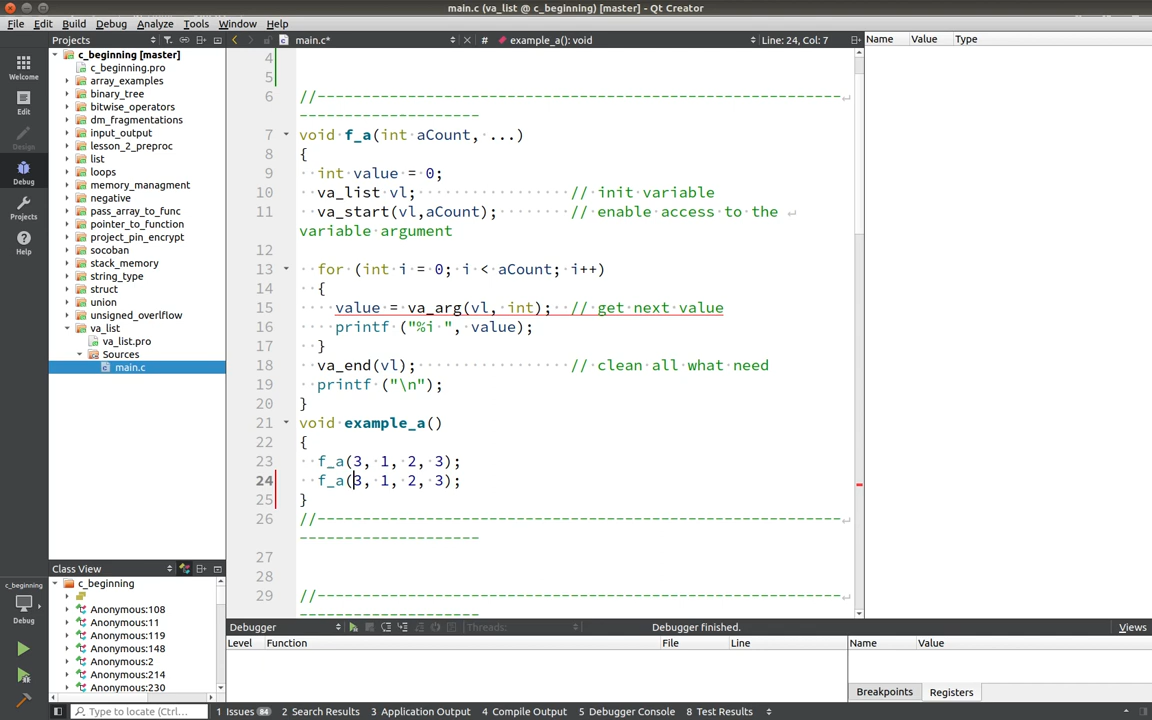 main.c (va_list @ c_beginning) [master] - Qt Creator
File Edit Build Debug Analyze Tools Window Help
Projects
main.c*
# example_a(): void
Line: 24, Col: 7
Name Value Type
Welcome
Edit
Design
Debug
Projects
Help
c_beginning [master]
c_beginning.pro
array_examples
binary_tree
bitwise_operators
dm_fragmentations
input_output
lesson_2_preproc
list
loops
memory_managment
negative
pass_array_to_func
pointer_to_function
project_pin_encrypt
socoban
stack_memory
string_type
struct
union
unsigned_overlflow
va_list
va_list.pro
Sources
main.c
4
5
6 //----------------------------------------------------------
--------------------
7 void f_a(int aCount, ...)
8 {
9 int value = 0;
10 va_list vl; // init variable
11 va_start(vl,aCount); // enable access to the
variable argument
12
13 for (int i = 0; i < aCount; i++)
14 {
15 value = va_arg(vl, int); // get next value
16 printf ("%i ", value);
17 }
18 va_end(vl); // clean all what need
19 printf ("\n");
20 }
21 void example_a()
22 {
23 f_a(3, 1, 2, 3);
24 f_a(3, 1, 2, 3);
25 }
26 //----------------------------------------------------------
--------------------
27
28
29 //----------------------------------------------------------
--------------------
Class View
c_beginning
Anonymous:108
Anonymous:11
Anonymous:119
Anonymous:148
Anonymous:2
Anonymous:214
Anonymous:230
c_beginning
Debug
Debugger
Threads:
Debugger finished.
Views
Level Function File Line
Name Value
Breakpoints Registers
Type to locate (Ctrl...
1 Issues 84 2 Search Results 3 Application Output 4 Compile Output 5 Debugger Console 8 Test Results